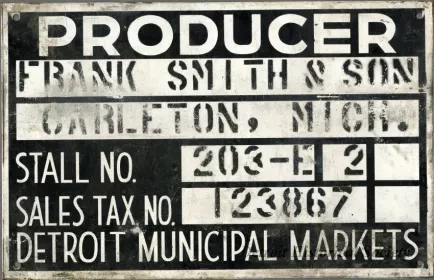 PRODUCER
FRANK SMITH & SON
CARLETON, MICH.
STALL NO. 203-E 2
SALES TAX NO. 123867
DETROIT MUNICIPAL MARKETS